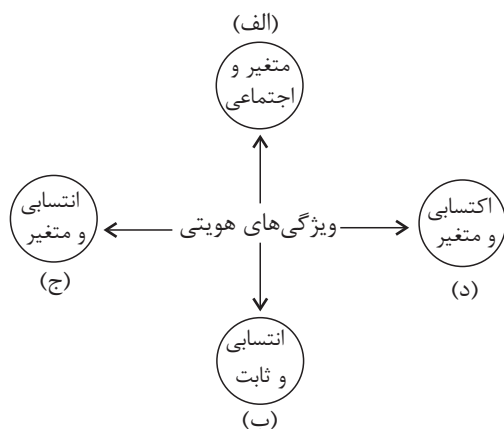 (الف)
متغیر و
اجتماعی
اکتسابی
و متغیر
(د)
ویژگی‌های هویتی
انتسابی
و متغیر
(ج)
انتسابی
و ثابت
(ب)